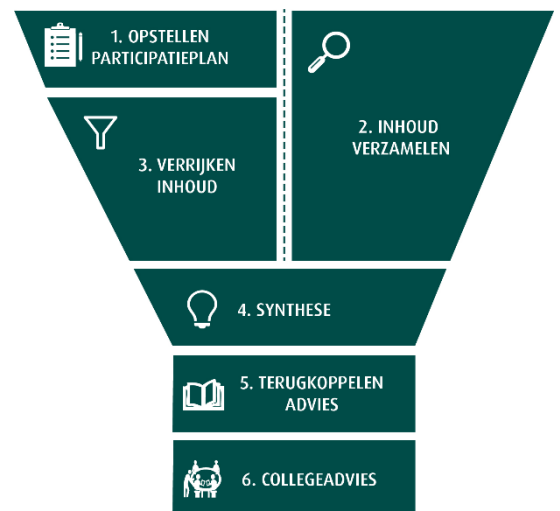 1. OPSTELLEN
PARTICIPATIEPLAN
2. INHOUD
VERZAMELEN
3. VERRIJKEN
INHOUD
4. SYNTHESE
5. TERUGKOPPELEN
ADVIES
6. COLLEGEADVIES